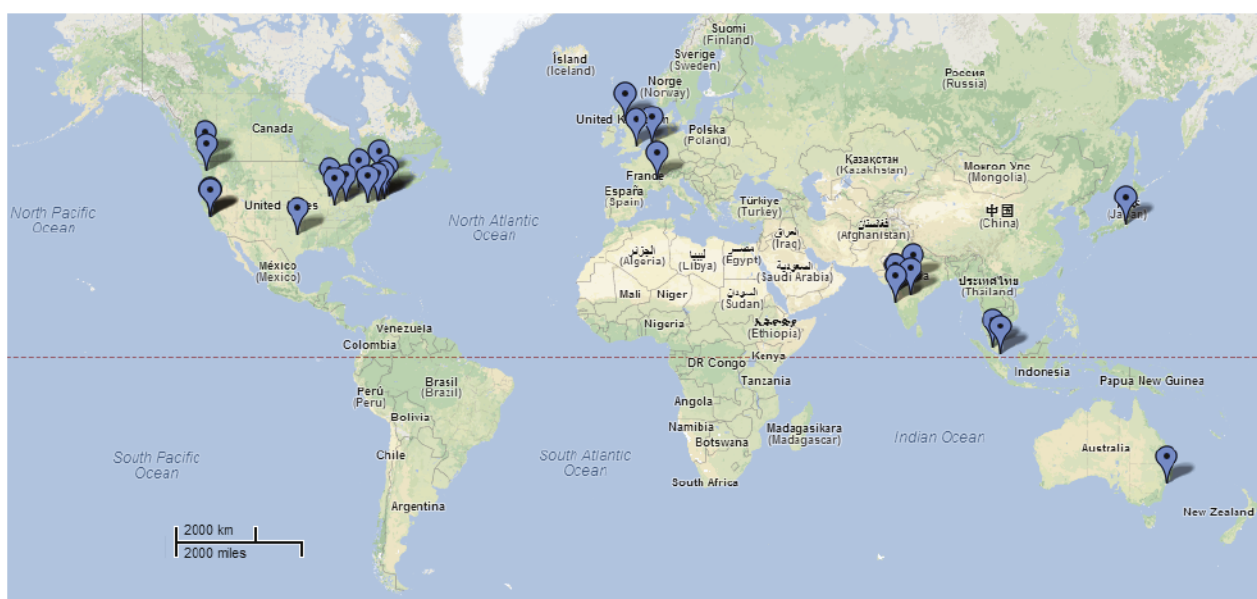 Suomi
(Finland)
Ísland
(Iceland)
Sverige
(Sweden)
Norge
(Norway)
Россия
(Russia)
Canada
United
Polska
(Poland)
Қазақстан
(Kazakhstan)
Монгол Улс
(Mongolia)
France
España
(Spain)
Türkiye
(Turkey)
United
North Pacific
Ocean
North Atlantic
Ocean
中国
(China)
(Japan)
افغانستان
(Afghanistan)
العراق
(Iraq)
الجزائر
(Algeria)
ليبيا
(Libya)
مصر
(Egypt)
السعودية
(Saudi Arabia)
México
(Mexico)
ประเทศไทย
(Thailand)
Mali
Niger
السودان
(Sudan)
Nigeria
ኢትዮጵያ
(Ethiopia)
Venezuela
Colombia
DR Congo
Kenya
Indonesia
Papua New Guinea
Tanzania
Brasil
(Brazil)
Perú
(Peru)
Angola
Bolivia
Namibia
Botswana
Madagasikara
(Madagascar)
Indian Ocean
Australia
South Pacific
Ocean
Chile
South Atlantic
Ocean
South Africa
Argentina
New Zealand
2000 km
2000 miles